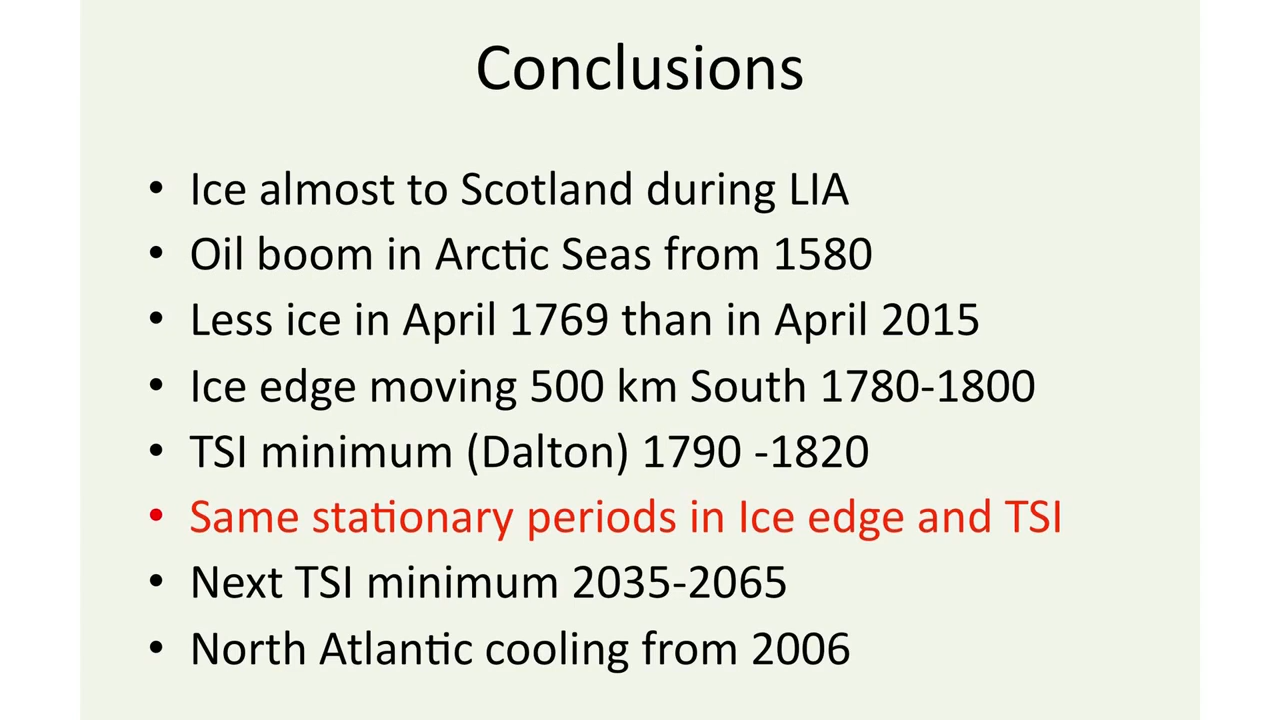 Conclusions
• Ice almost to Scotland during LIA
• Oil boom in Arctic Seas from 1580
• Less ice in April 1769 than in April 2015
• Ice edge moving 500 km South 1780-1800
• TSI minimum (Dalton) 1790 -1820
• Same stationary periods in Ice edge and TSI
• Next TSI minimum 2035-2065
• North Atlantic cooling from 2006